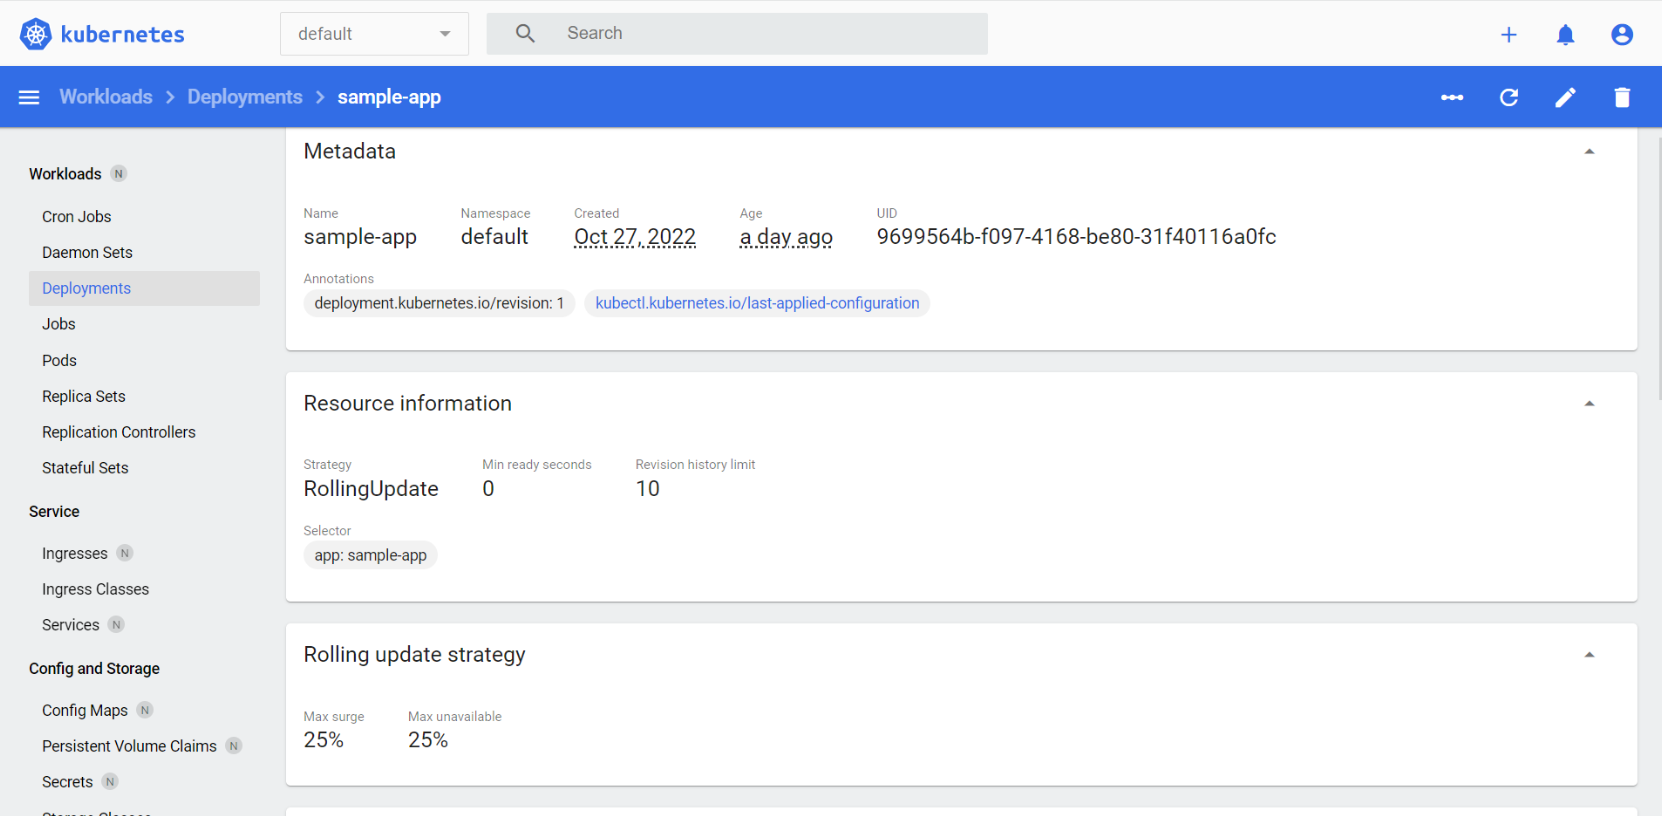 kubernetes
default
Search
Workloads > Deployments > sample-app
Workloads N
Cron Jobs
Daemon Sets
Deployments
Jobs
Pods
Replica Sets
Replication Controllers
Stateful Sets
Service
Ingresses N
Ingress Classes
Services N
Config and Storage
Config Maps N
Persistent Volume Claims N
Secrets N
Metadata
Name Namespace Created Age UID
sample-app default Oct 27, 2022 a day ago 9699564b-f097-4168-be80-31f40116a0fc
Annotations
deployment.kubernetes.io/revision: 1 kubectl.kubernetes.io/last-applied-configuration
Resource information
Strategy Min ready seconds Revision history limit
RollingUpdate 0 10
Selector
app: sample-app
Rolling update strategy
Max surge Max unavailable
25% 25%